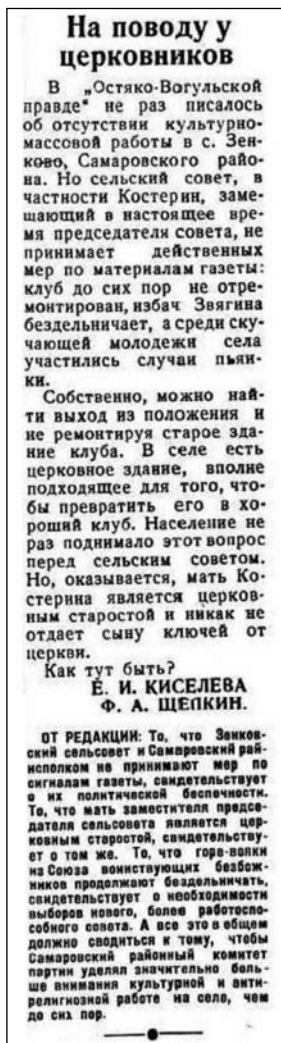 На поводу у
церковников
В „Остяко-Вогульской
правде“ не раз писалось
об отсутствии культурно-
массовой работы в с. Зен-
ково, Самаровского райо-
на. Но сельский совет, в
частности Костерин, заме-
щающий в настоящее вре-
мя председателя совета, не
принимает действенных
мер по материалам газеты:
клуб до сих пор не отре-
монтирован, избач Звягина
бездельничает, а среди ску-
чающей молодежи села
участились случаи пьян-
ки.
Собственно, можно най-
ти выход из положения и
не ремонтируя старое зда-
ние клуба. В селе есть
церковное здание, вполне
подходящее для того, что-
бы превратить его в хо-
роший клуб. Население не
раз поднимало этот вопрос
перед сельским советом.
Но, оказывается, мать Ко-
стерина является церков-
ным старостой и никак не
отдает сыну ключей от
церкви.
Как тут быть?
Е. И. КИСЕЛЕВА
Ф. А. ЩЕПКИН.
ОТ РЕДАКЦИИ: То, что Зенков-
ский сельсовет и Самаровский рай-
исполком не принимают мер по
сигналам газеты, свидетельствует
о их политической беспечности.
То, что мать заместителя предсе-
дателя сельсовета является цер-
ковным старостой, свидетельству-
ет о том же. То, что горе-вояки
из Союза воинствующих безбож-
ников продолжают бездельничать,
свидетельствует о необходимости
выборов нового, более работоспо-
собного совета. А все это в общем
должно сводиться к тому, чтобы
Самаровский районный комитет
партии уделял значительно боль-
ше внимания культурной и анти-
религиозной работе на селе, чем
до сих пор.